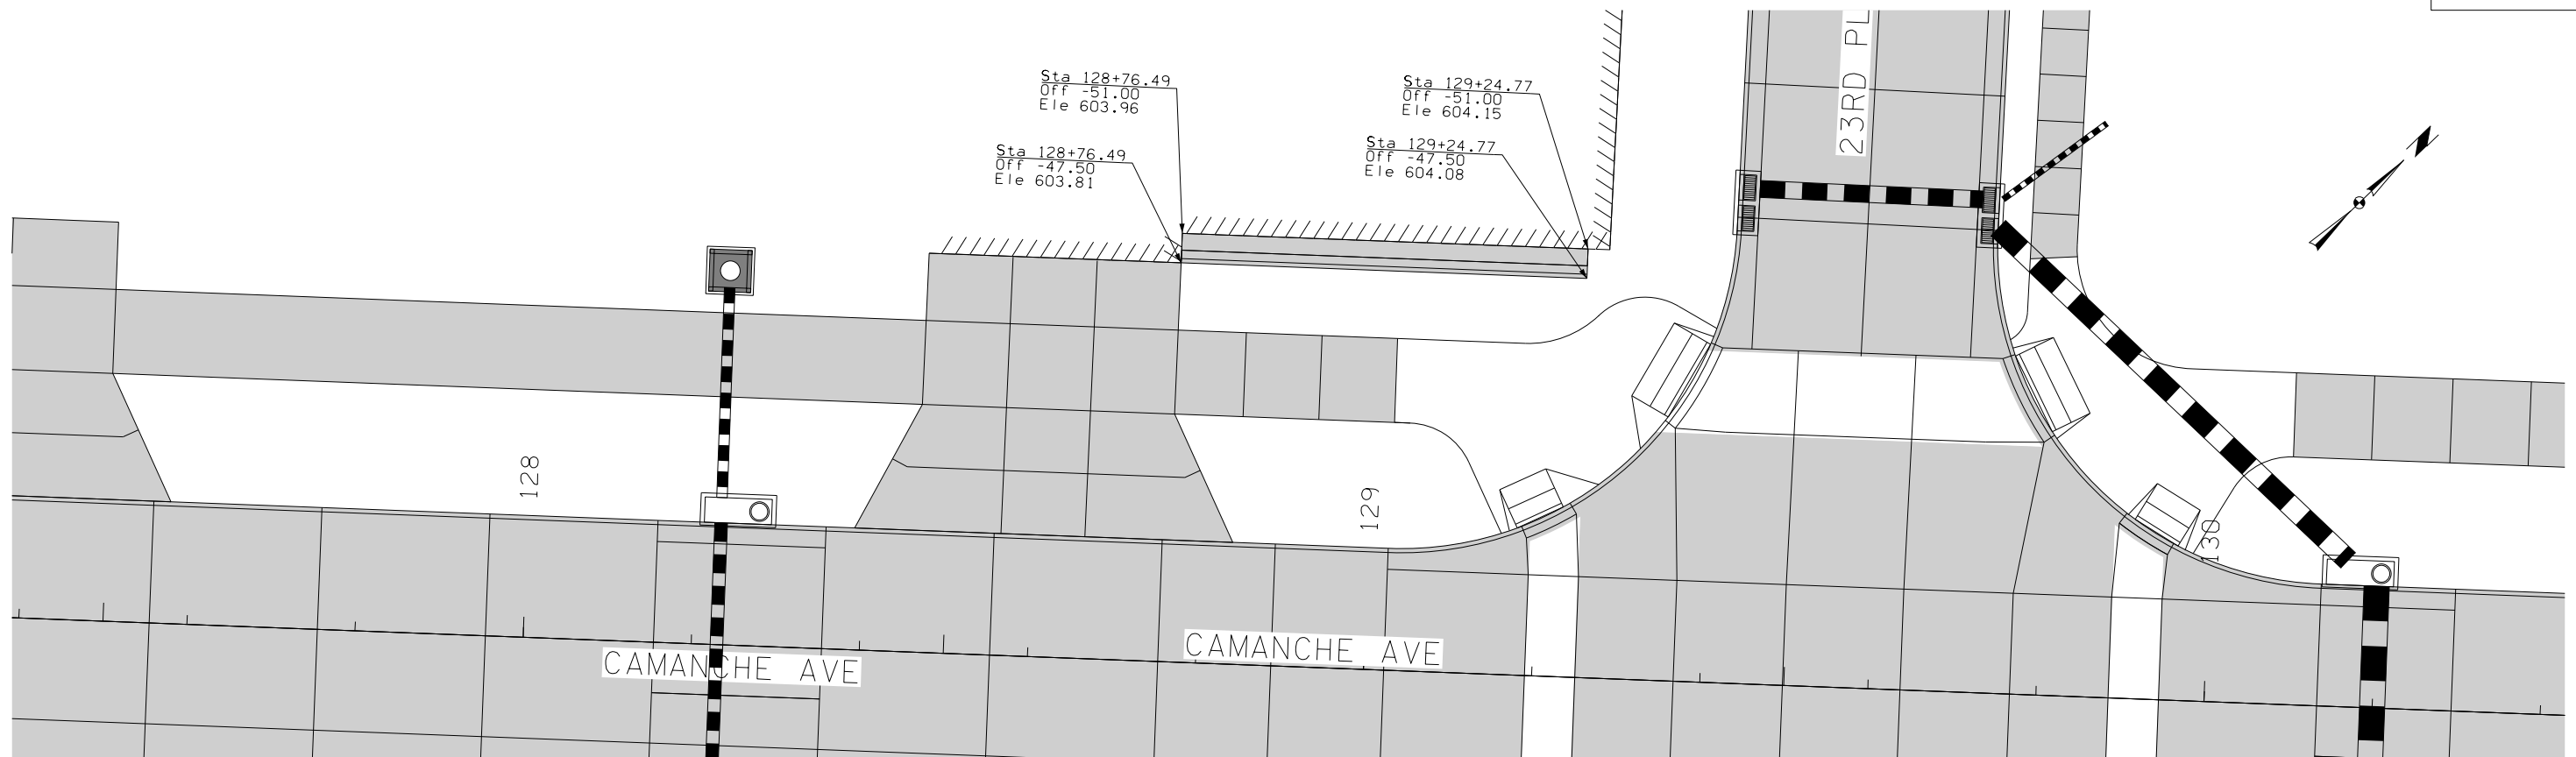 Sta 128+76.49
Off -51.00
Ele 603.96
Sta 129+24.77
Off -51.00
Ele 604.15
Sta 128+76.49
Off -47.50
Ele 603.81
Sta 129+24.77
Off -47.50
Ele 604.08
23RD PL
N
128
129
130
CAMANCHE AVE
CAMANCHE AVE